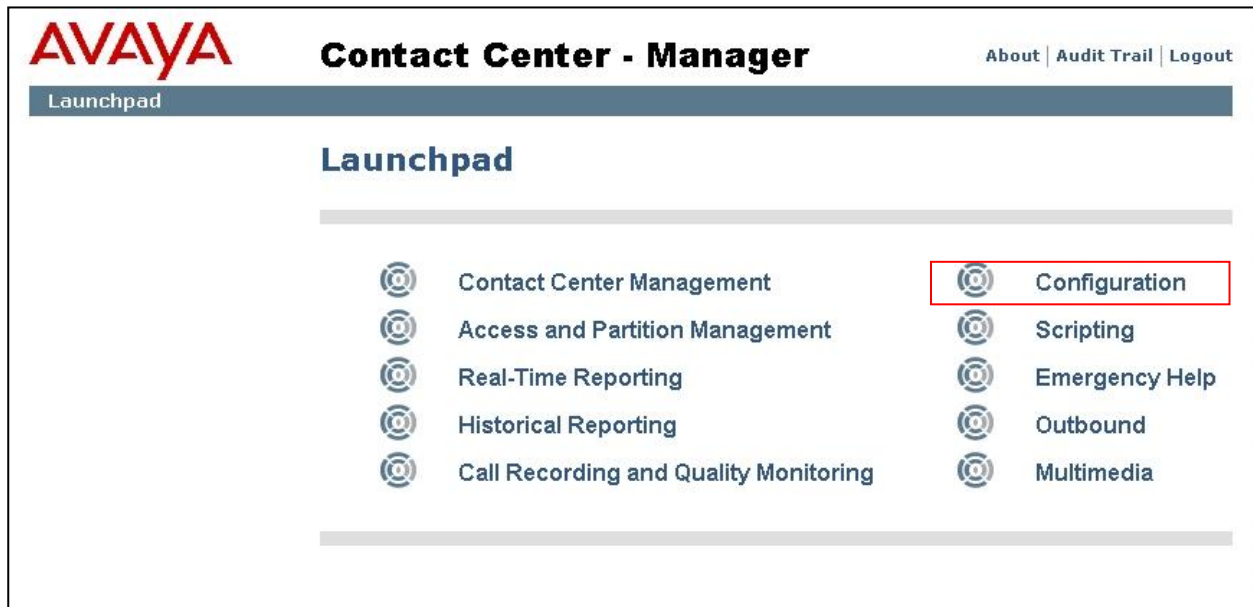 AVAYA
Contact Center - Manager
About | Audit Trail | Logout
Launchpad
Launchpad
Contact Center Management
Configuration
Access and Partition Management
Scripting
Real-Time Reporting
Emergency Help
Historical Reporting
Outbound
Call Recording and Quality Monitoring
Multimedia